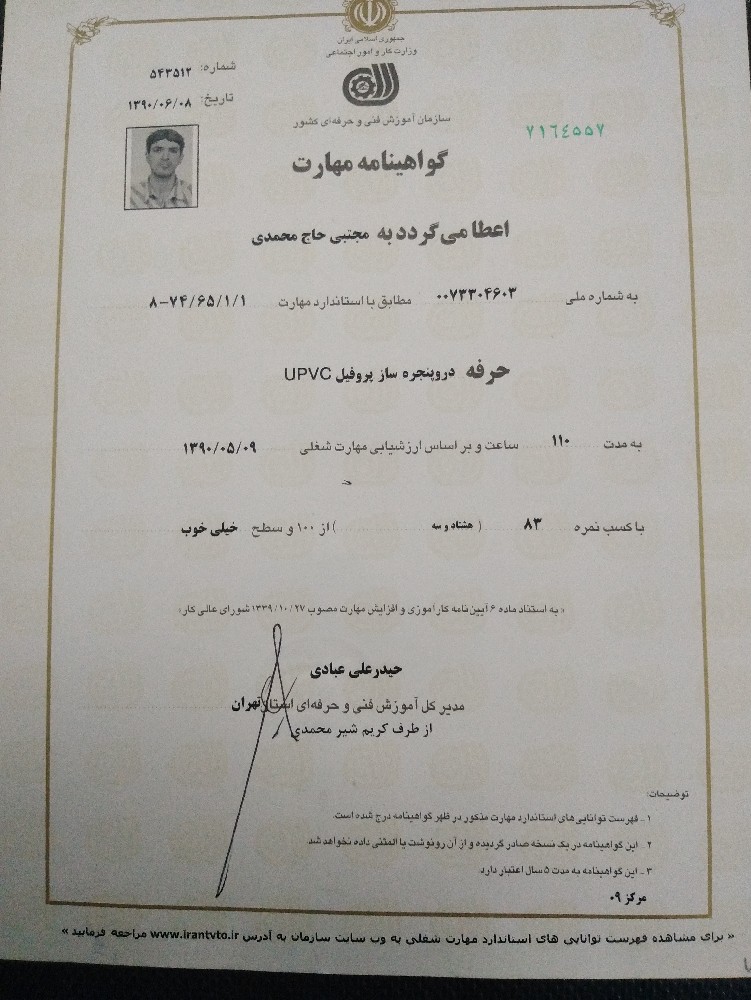 جمهوری اسلامی ایران
وزارت کار و امور اجتماعی
سازمان آموزش فنی و حرفه‌ای کشور
شماره: ۵۴۳۵۱۲
تاریخ: ۱۳۹۰/۰۶/۰۸
۷۱۶٤۵۵۷
گواهینامه مهارت
اعطا می‌گردد به مجتبی حاج محمدی
به شماره ملی ۰۰۷۳۳۰۴۶۰۳ مطابق با استاندارد مهارت ۸-۷۴/۶۵/۱/۱
حرفه دروپنجره ساز پروفیل UPVC
به مدت ۱۱۰ ساعت و بر اساس ارزشیابی مهارت شغلی ۱۳۹۰/۰۵/۰۹
با کسب نمره ۸۳ ( هشتاد و سه ) از ۱۰۰ و سطح خیلی خوب
« به استناد ماده ۶ آیین‌نامه کارآموزی و افزایش مهارت مصوب ۱۳۳۹/۱۰/۲۷ شورای عالی کار»
حیدرعلی عبادی
مدیر کل آموزش فنی و حرفه‌ای استان تهران
از طرف کریم شیر محمدی
توضیحات:
۱ - فهرست توانایی‌های استاندارد مهارت مذکور در ظهر گواهینامه درج شده است.
۲ - این گواهینامه در یک نسخه صادر گردیده و از آن رونوشت یا المثنی داده نخواهد شد.
۳ - این گواهینامه به مدت ۵ سال اعتبار دارد.
مرکز ۰۹
« برای مشاهده فهرست توانایی های استاندارد مهارت شغلی به وب سایت سازمان به آدرس www.irantvto.ir مراجعه فرمایید »